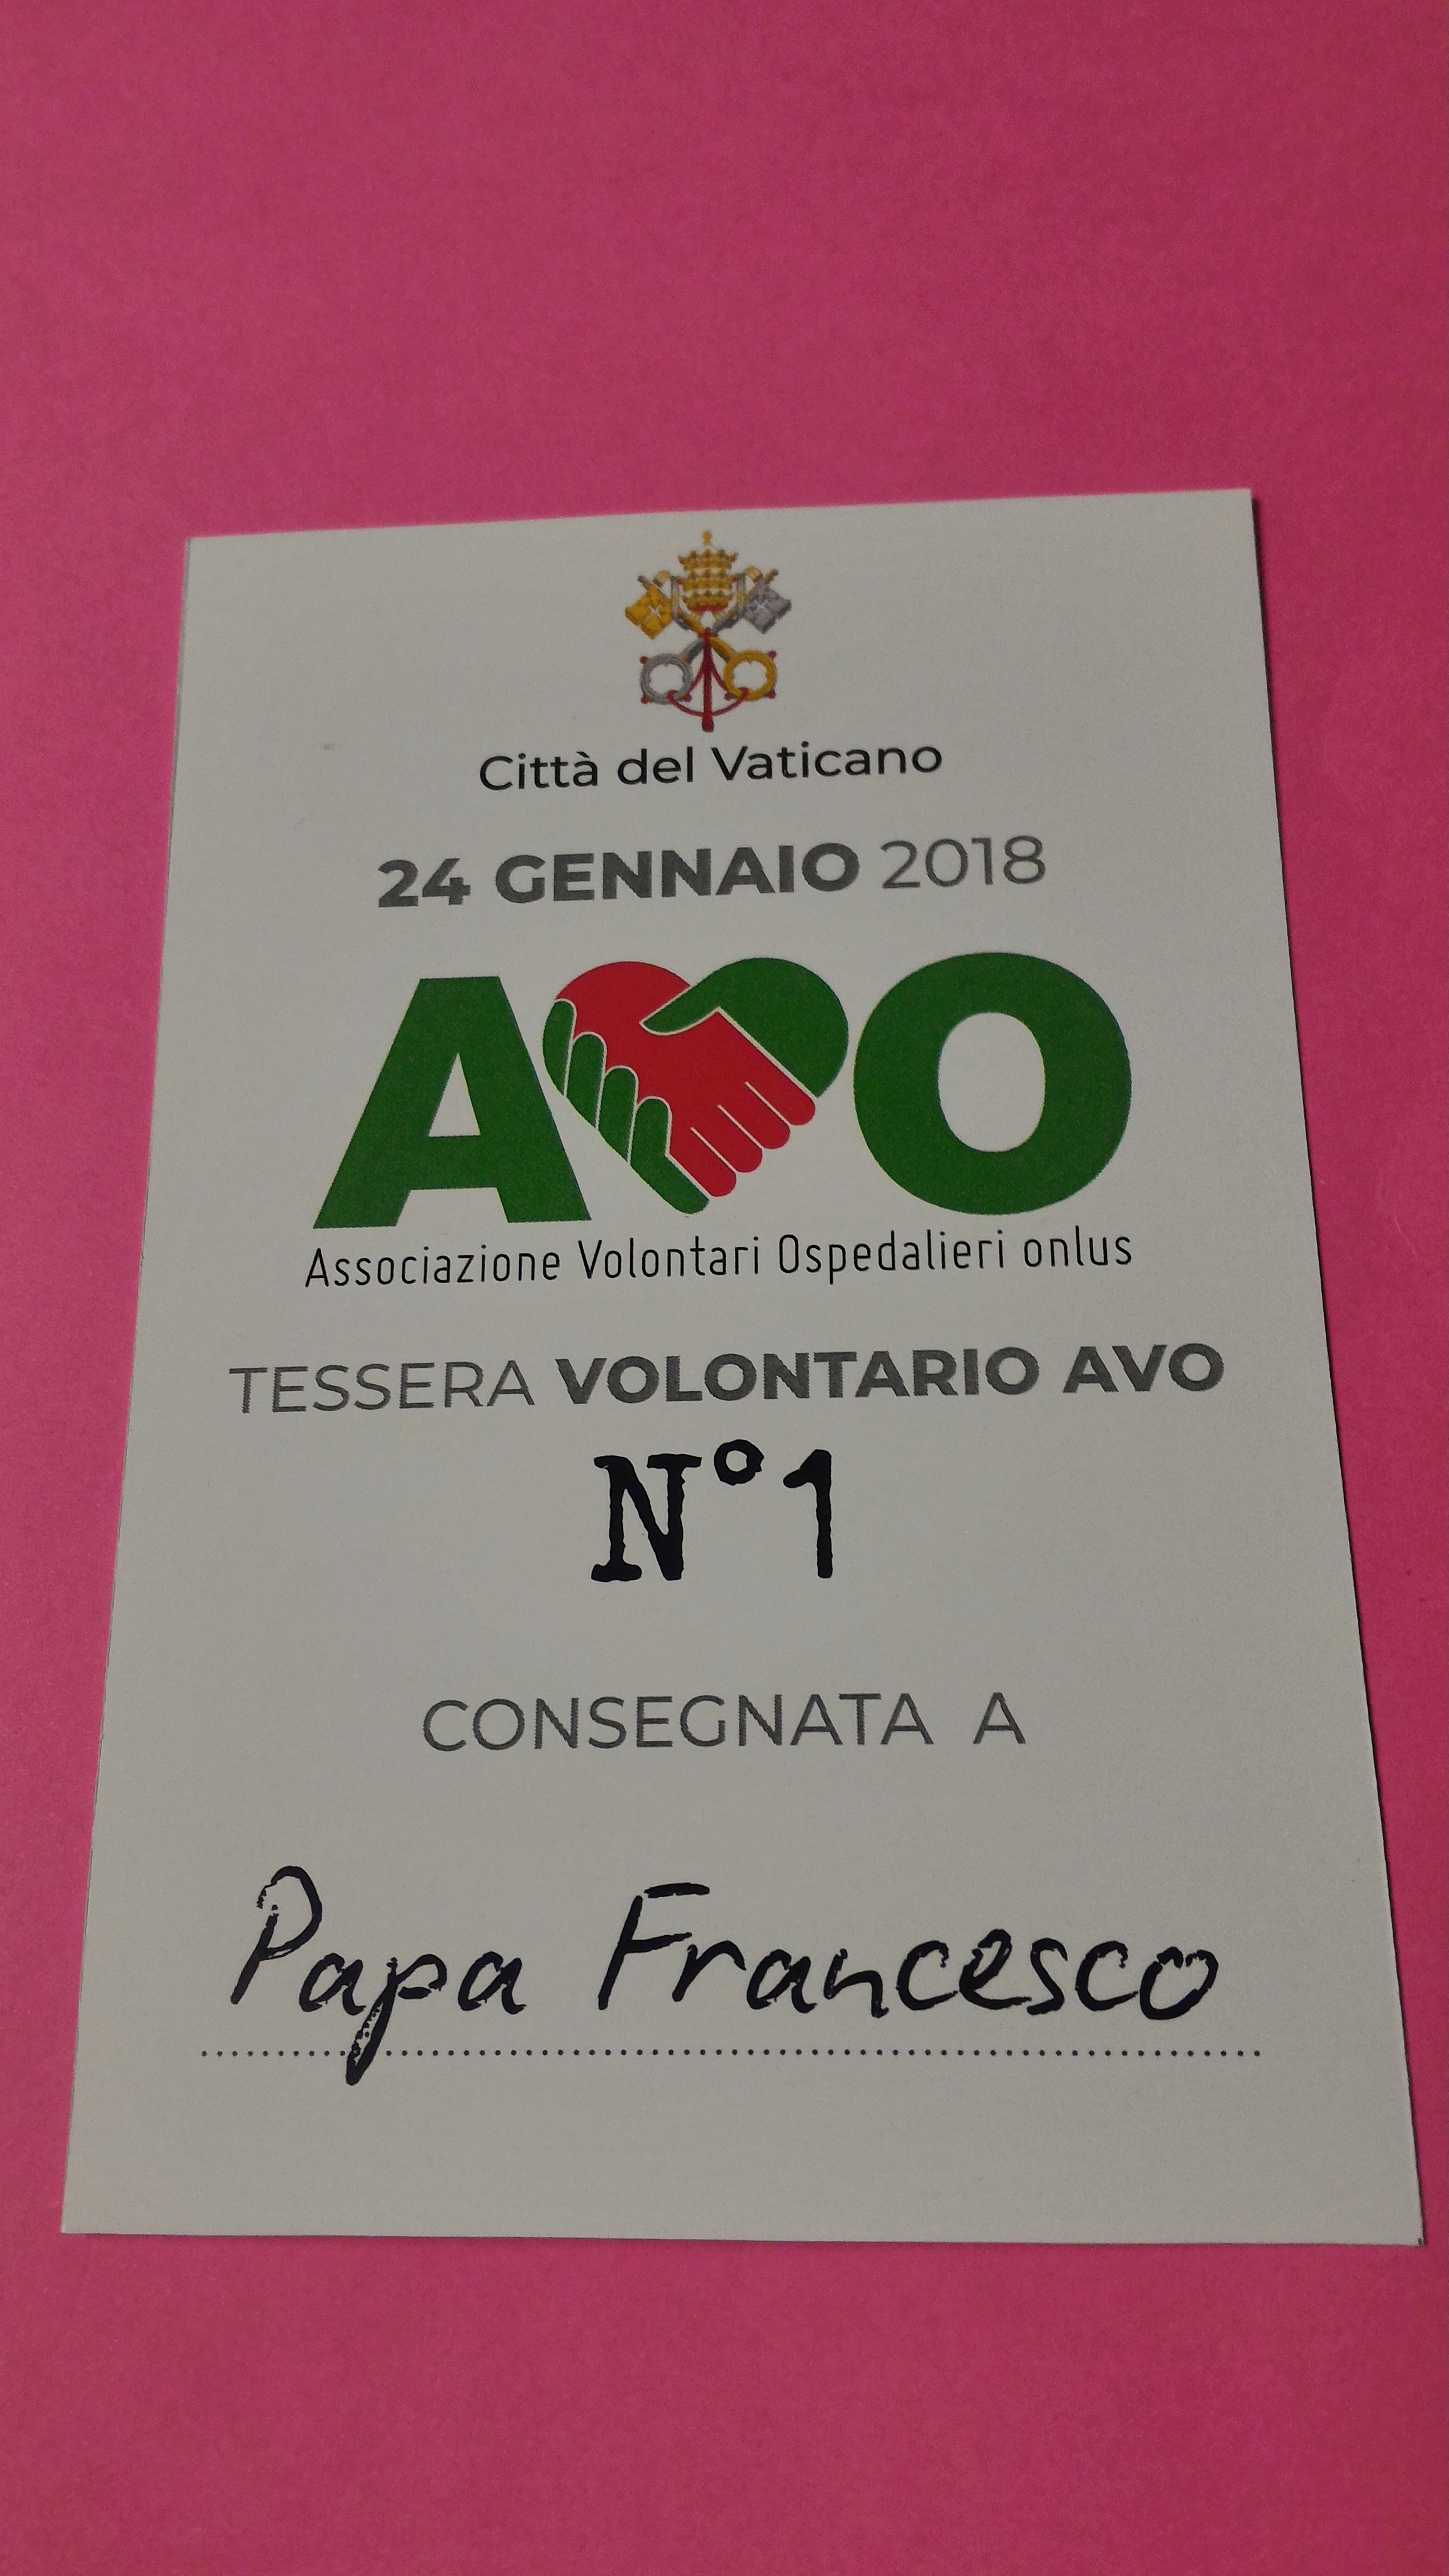 Città del Vaticano
24 GENNAIO 2018
AVO
Associazione Volontari Ospedalieri onlus
TESSERA VOLONTARIO AVO
N°1
CONSEGNATA A
Papa Francesco